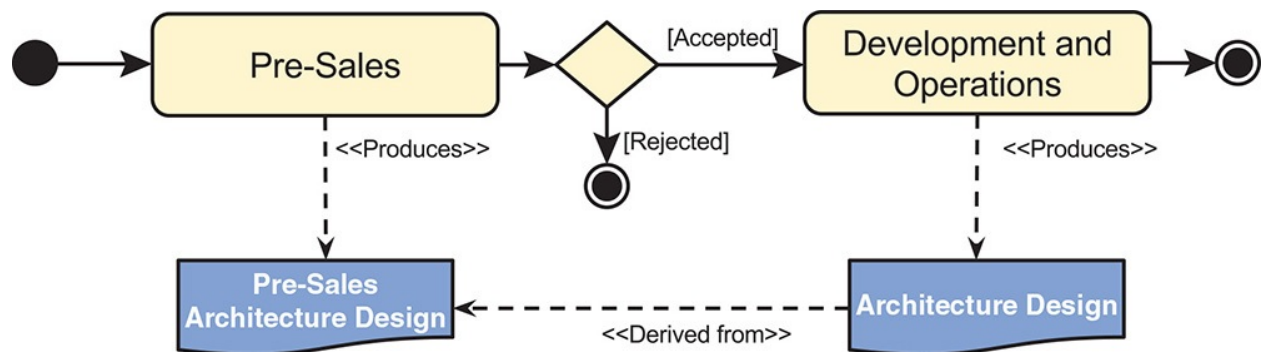 Pre-Sales
[Accepted]
Development and
Operations
[Rejected]
<<Produces>>
<<Produces>>
Pre-Sales
Architecture Design
<<Derived from>>
Architecture Design